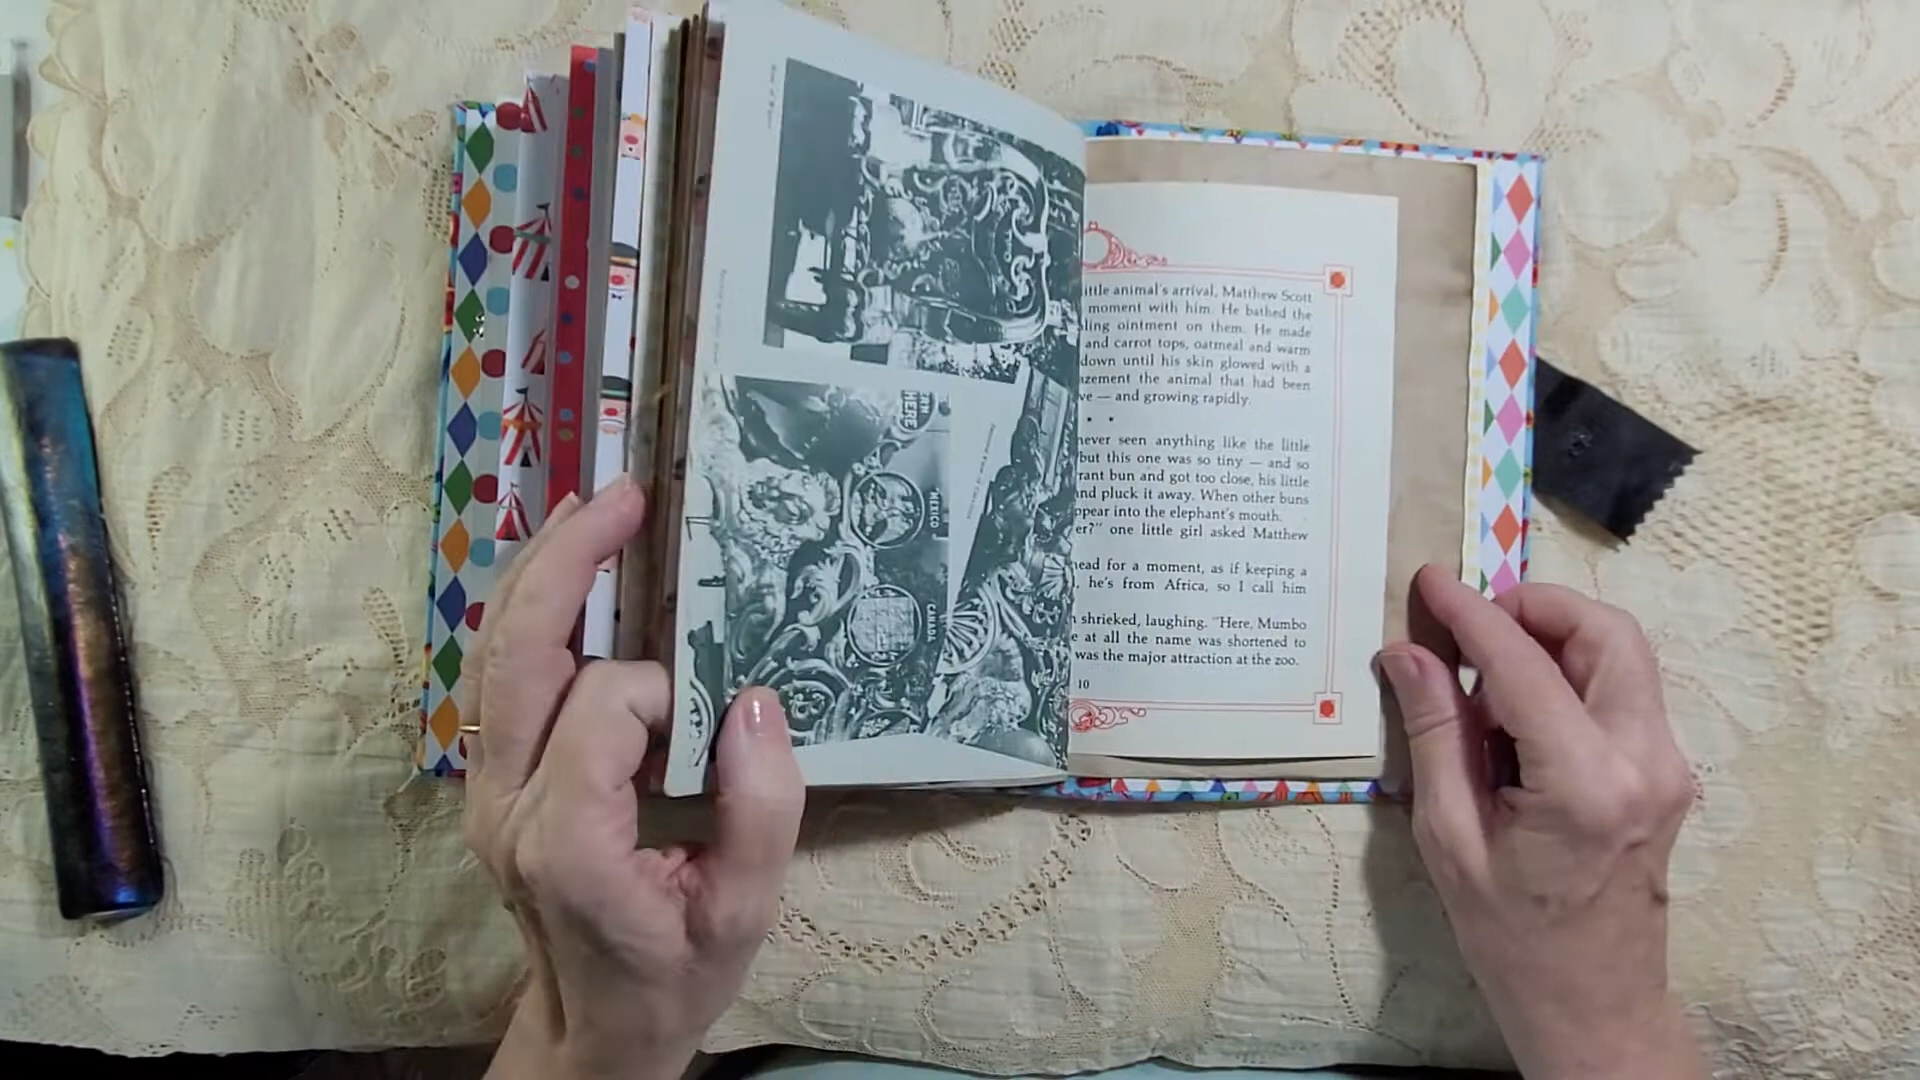 HERE
MEXICO
CANADA
ittle animal's arrival, Matthew Scott
moment with him. He bathed the
ling ointment on them. He made
and carrot tops, oatmeal and warm
down until his skin glowed with a
zement the animal that had been
ve — and growing rapidly.
* *
never seen anything like the little
but this one was so tiny — and so
rant bun and got too close, his little
nd pluck it away. When other buns
ppear into the elephant's mouth.
er?" one little girl asked Matthew
head for a moment, as if keeping a
, he's from Africa, so I call him
n shrieked, laughing. "Here, Mumbo
e at all the name was shortened to
was the major attraction at the zoo.
10